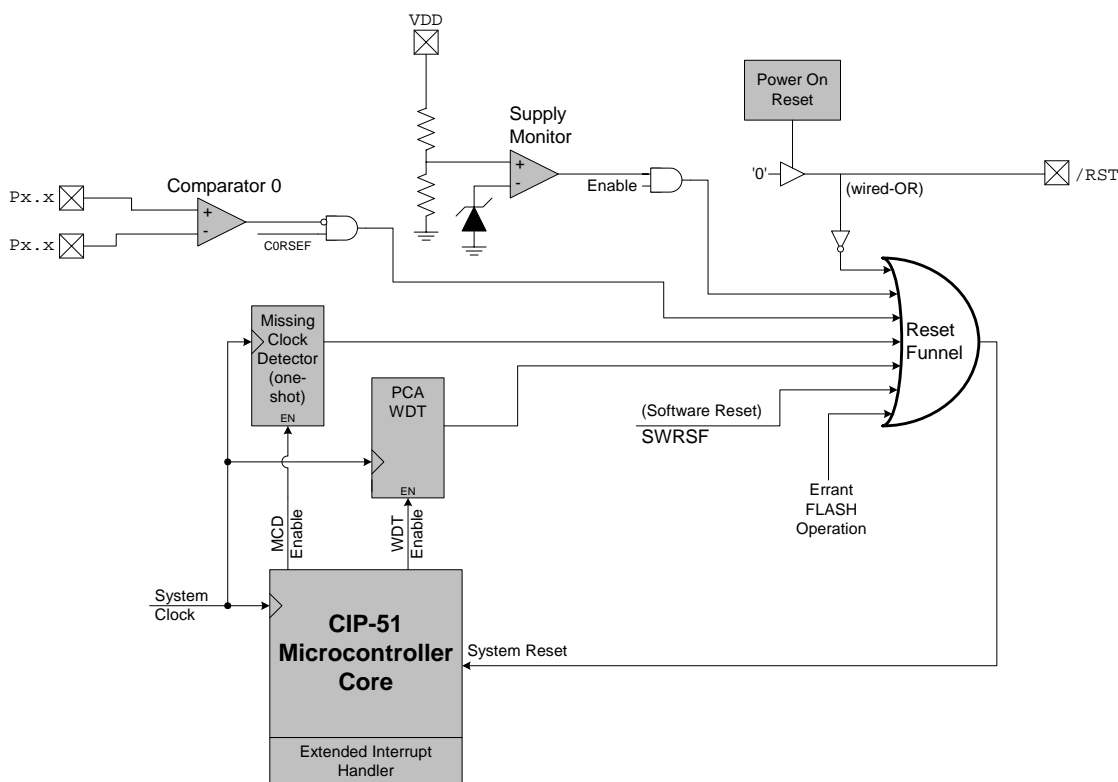 VDD
Power On
Reset
Supply
Monitor
+
-
Enable
'0'
(wired-OR)
/RST
Comparator 0
Px.x
Px.x
+
-
C0RSEF
Missing
Clock
Detector
(one-
shot)
EN
PCA
WDT
EN
Reset
Funnel
(Software Reset)
SWRSF
Errant
FLASH
Operation
MCD
Enable
WDT
Enable
System
Clock
CIP-51
Microcontroller
Core
System Reset
Extended Interrupt
Handler